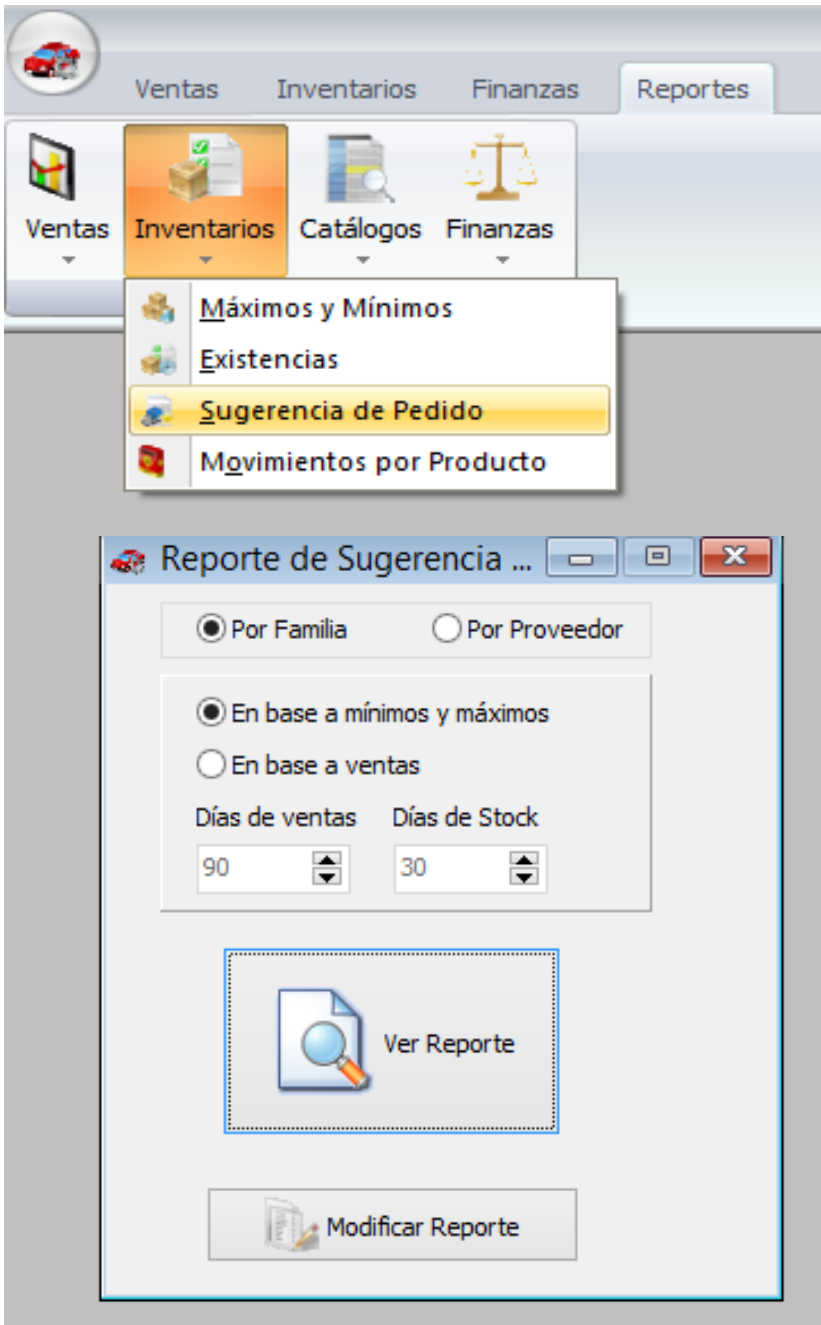 Ventas Inventarios Finanzas Reportes
Ventas Inventarios Catálogos Finanzas
Máximos y Mínimos
Existencias
Sugerencia de Pedido
Movimientos por Producto
Reporte de Sugerencia ...
Por Familia Por Proveedor
En base a mínimos y máximos
En base a ventas
Días de ventas Días de Stock
90 30
Ver Reporte
Modificar Reporte